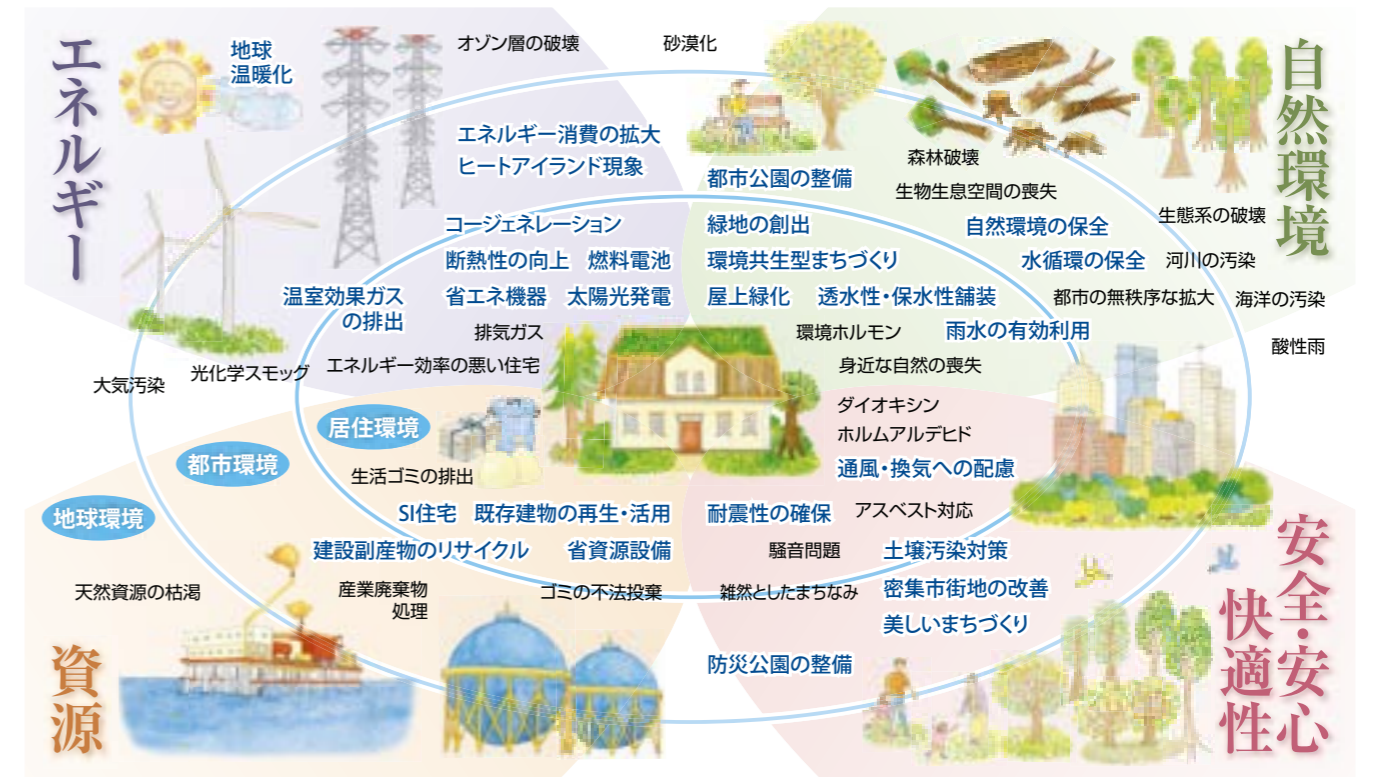 エネルギー
地球
温暖化
オゾン層の破壊
砂漠化
自然環境
エネルギー消費の拡大
ヒートアイランド現象
都市公園の整備
森林破壊
生物生息空間の喪失
生態系の破壊
コージェネレーション
緑地の創出
自然環境の保全
断熱性の向上
燃料電池
環境共生型まちづくり
水循環の保全
河川の汚染
温室効果ガス
の排出
省エネ機器
太陽光発電
屋上緑化
透水性・保水性舗装
都市の無秩序な拡大
海洋の汚染
排気ガス
環境ホルモン
雨水の有効利用
酸性雨
大気汚染
光化学スモッグ
エネルギー効率の悪い住宅
身近な自然の喪失
居住環境
ダイオキシン
ホルムアルデヒド
都市環境
生活ゴミの排出
通風・換気への配慮
地球環境
SI住宅
既存建物の再生・活用
耐震性の確保
アスベスト対応
建設副産物のリサイクル
省資源設備
騒音問題
土壌汚染対策
天然資源の枯渇
産業廃棄物
処理
ゴミの不法投棄
雑然としたまちなみ
密集市街地の改善
美しいまちづくり
防災公園の整備
資源
安全・安心
快適性